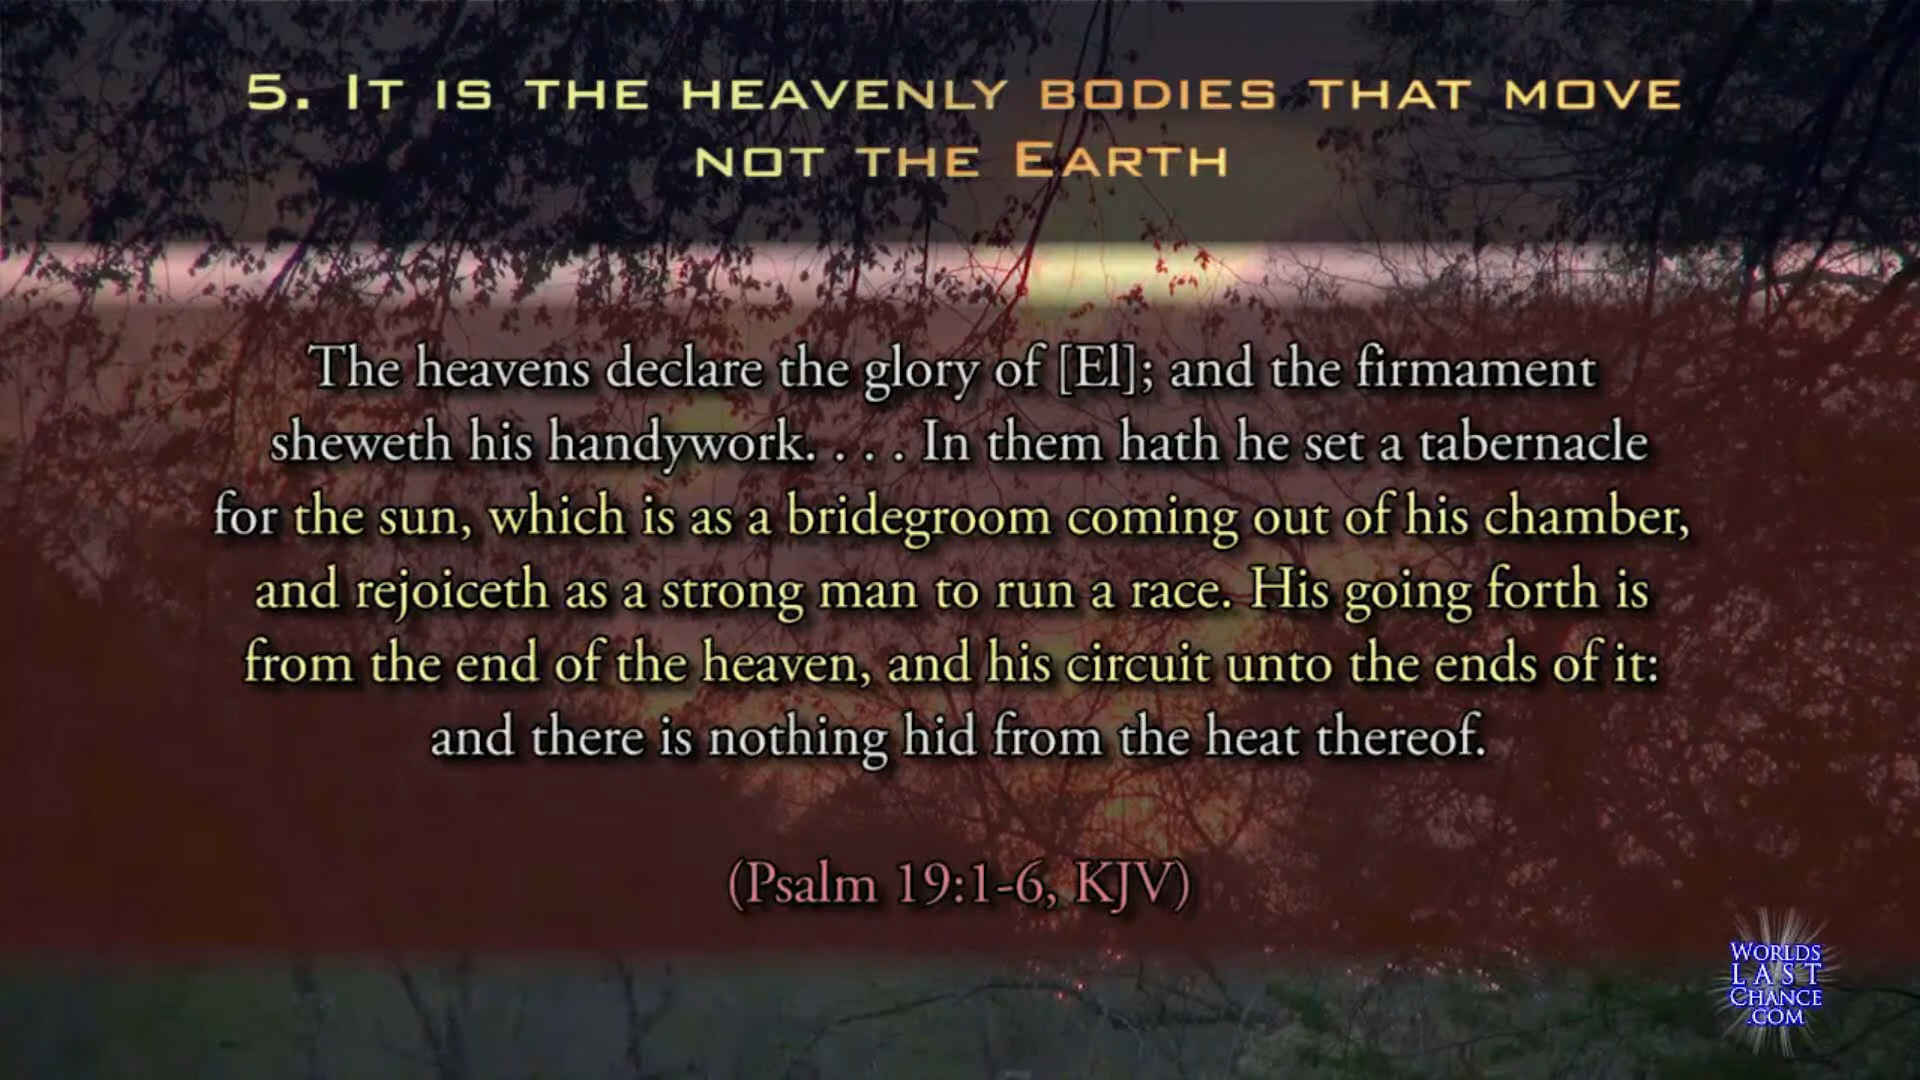 5. It is the heavenly bodies that move
not the Earth
The heavens declare the glory of [El]; and the firmament
sheweth his handywork. . . . In them hath he set a tabernacle
for the sun, which is as a bridegroom coming out of his chamber,
and rejoiceth as a strong man to run a race. His going forth is
from the end of the heaven, and his circuit unto the ends of it:
and there is nothing hid from the heat thereof.
(Psalm 19:1-6, KJV)
WORLDS
LAST
CHANCE
.COM